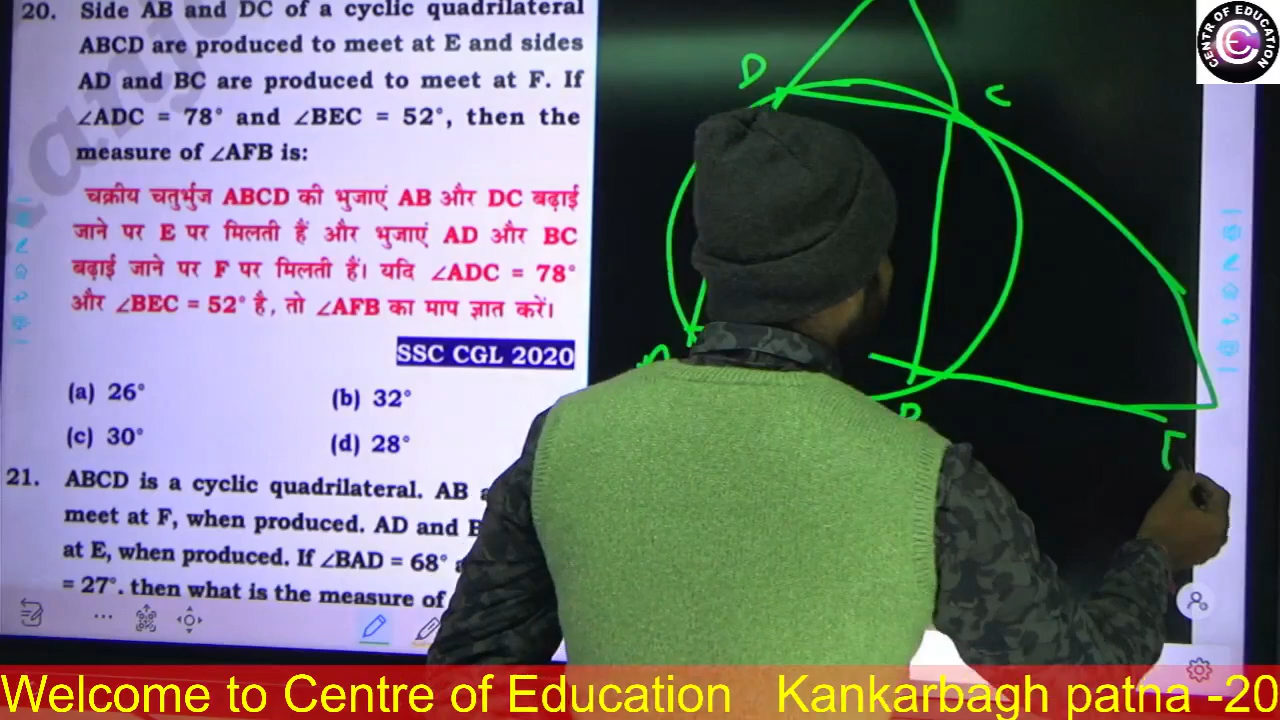 20. Side AB and DC of a cyclic quadrilateral
ABCD are produced to meet at E and sides
AD and BC are produced to meet at F. If
∠ADC = 78° and ∠BEC = 52°, then the
measure of ∠AFB is:
चक्रीय चतुर्भुज ABCD की भुजाएं AB और DC बढ़ाई
जाने पर E पर मिलती हैं और भुजाएं AD और BC
बढ़ाई जाने पर F पर मिलती हैं। यदि ∠ADC = 78°
और ∠BEC = 52° है, तो ∠AFB का माप ज्ञात करें।
SSC CGL 2020
(a) 26° (b) 32°
(c) 30° (d) 28°
21. ABCD is a cyclic quadrilateral. AB
meet at F, when produced. AD and
at E, when produced. If ∠BAD = 68°
= 27°. then what is the measure of
D
C
B
CENTR OF EDUCATION
Welcome to Centre of Education Kankarbagh patna -20